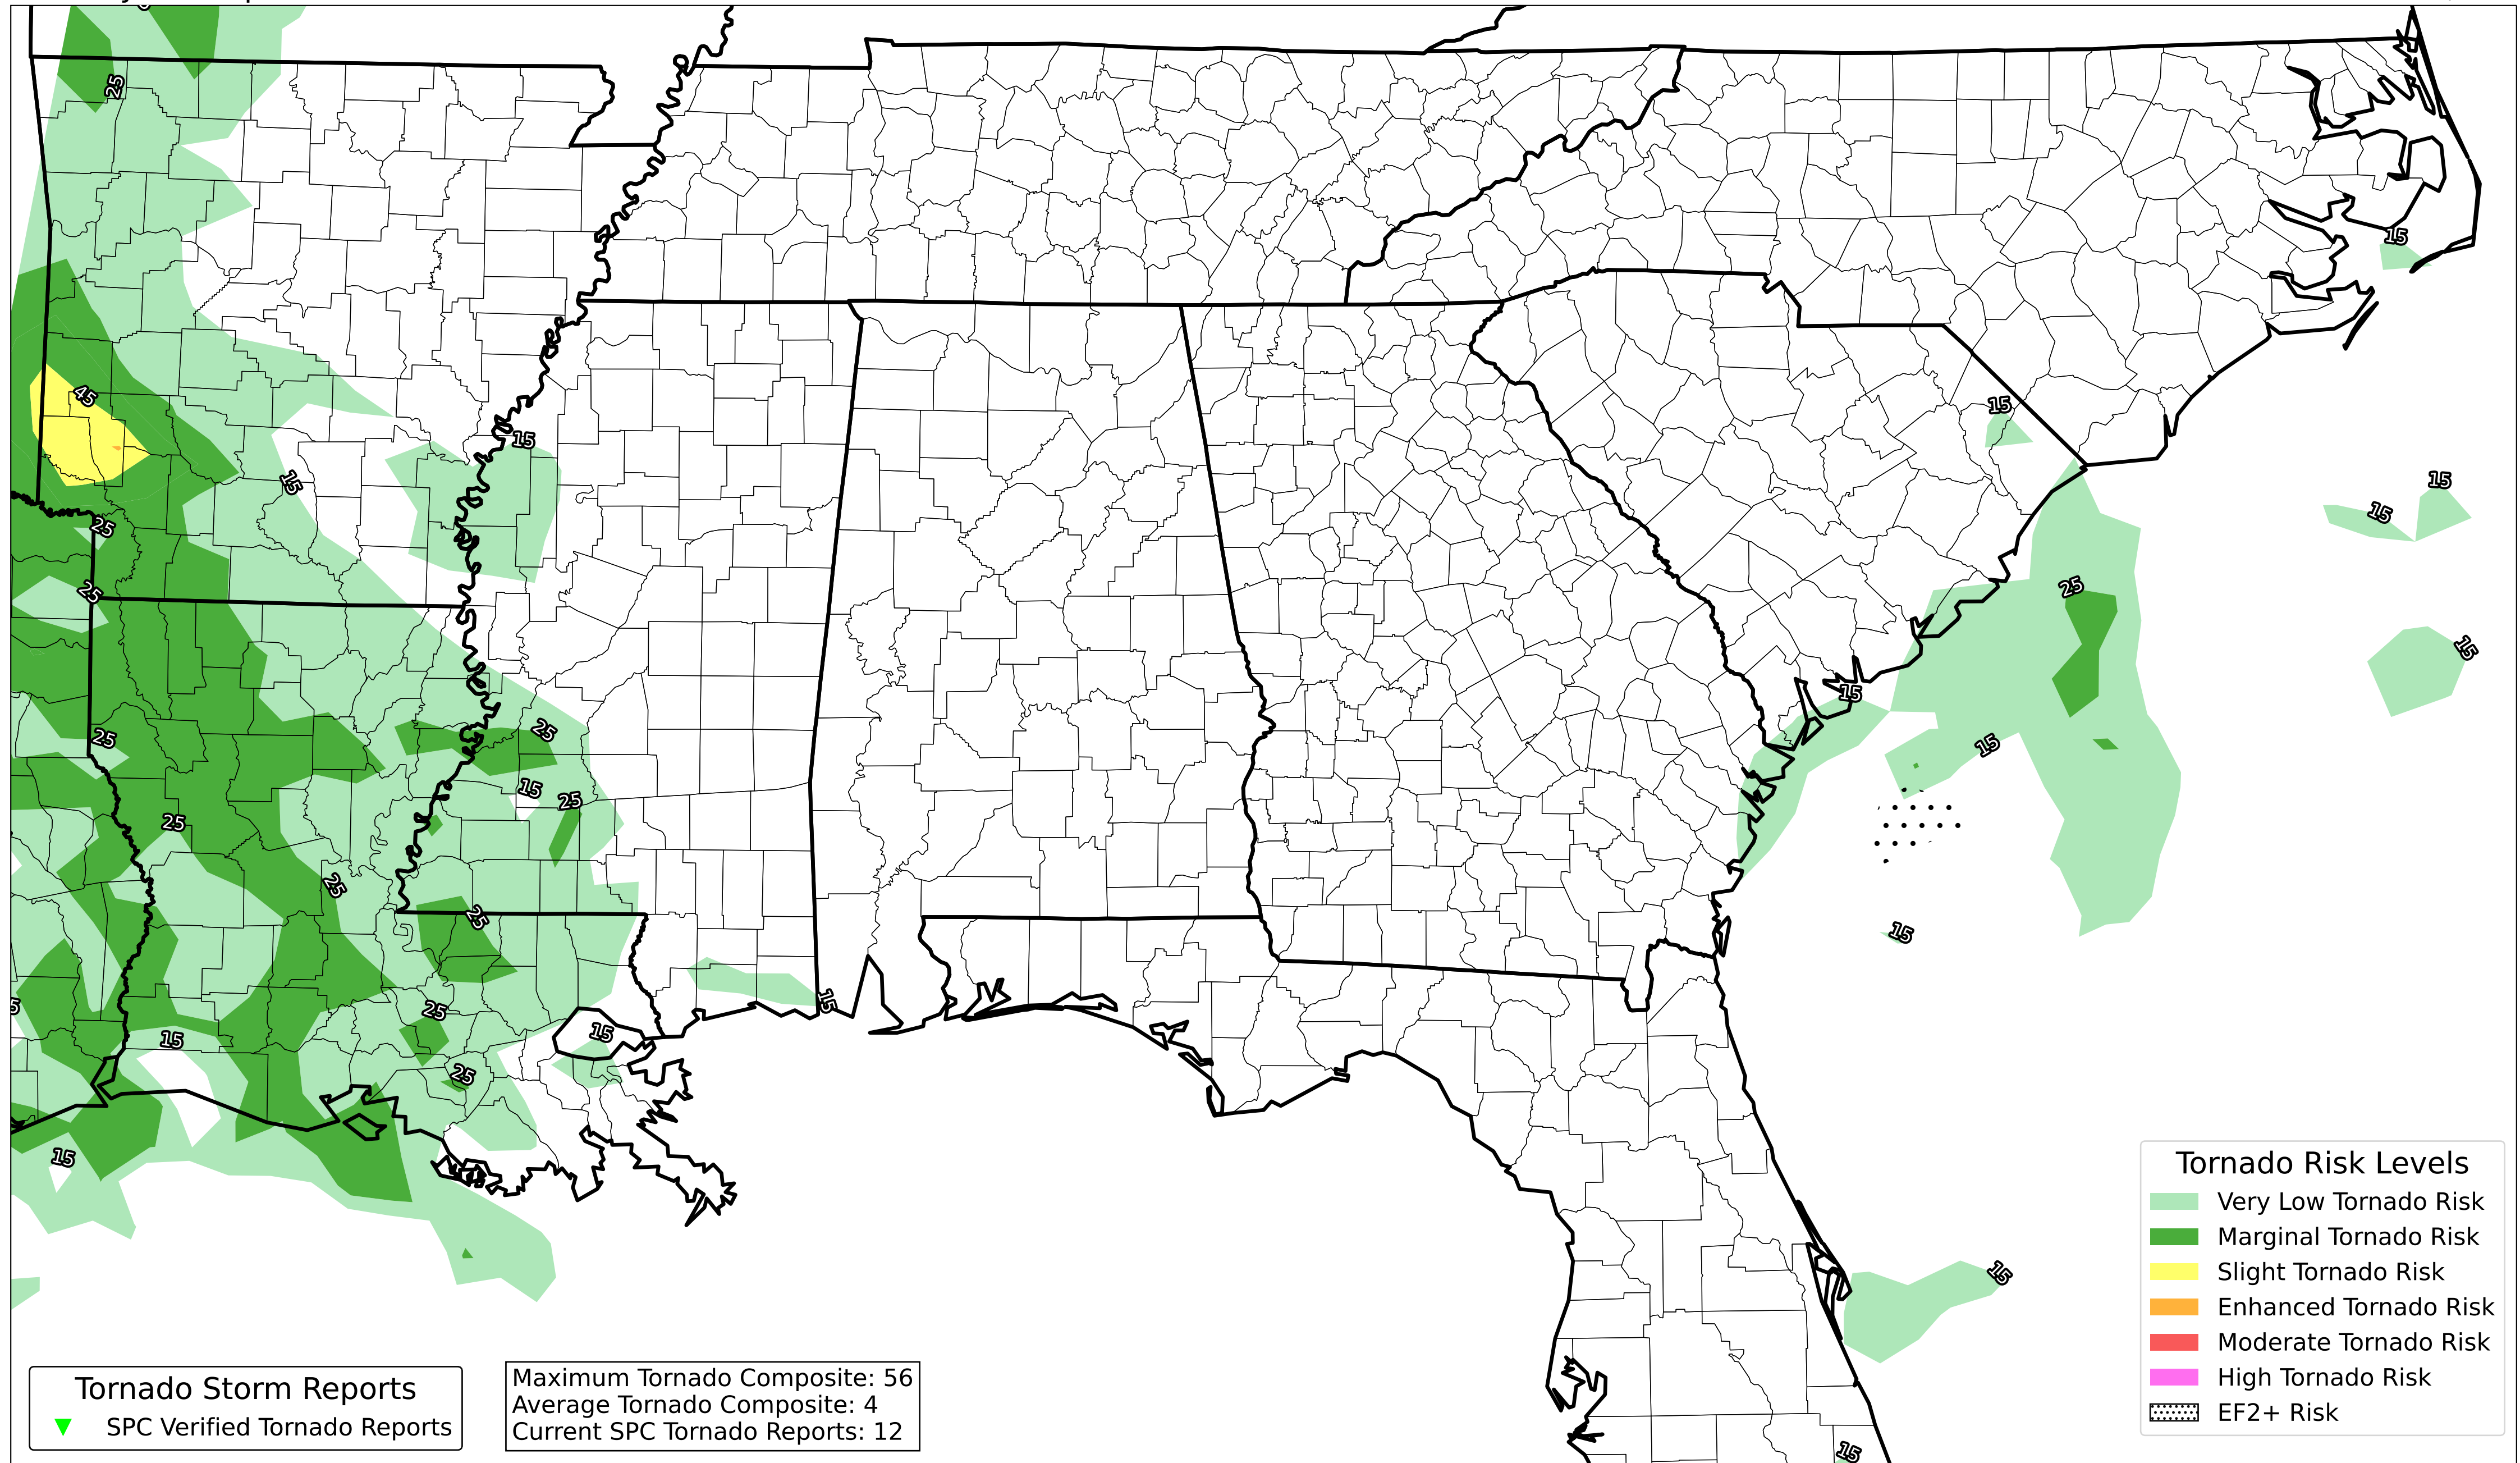 25
15
45
15
15
15
15
15
25
15
25
25
15
15
25
25
15
15
25
25
25
15
25
15
25
15
15
15
25
15
15
Tornado Risk Levels
Very Low Tornado Risk
Marginal Tornado Risk
Slight Tornado Risk
Enhanced Tornado Risk
Moderate Tornado Risk
High Tornado Risk
EF2+ Risk
Tornado Storm Reports
SPC Verified Tornado Reports
Maximum Tornado Composite: 56
Average Tornado Composite: 4
Current SPC Tornado Reports: 12
15